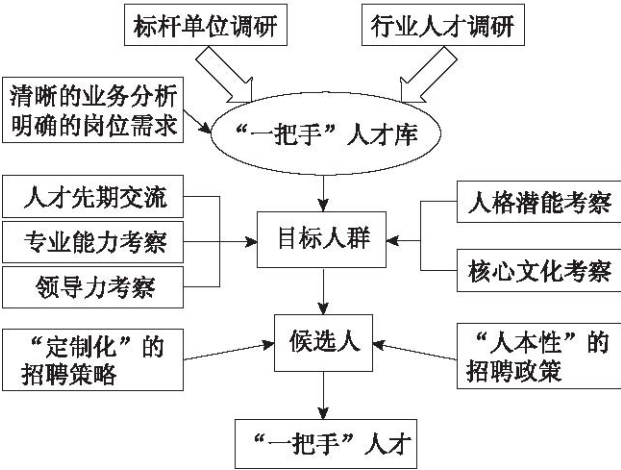 标杆单位调研
行业人才调研
清晰的业务分析
明确的岗位需求
“一把手”人才库
人才先期交流
专业能力考察
领导力考察
目标人群
人格潜能考察
核心文化考察
“定制化”的
招聘策略
候选人
“人本性”的
招聘政策
“一把手”人才